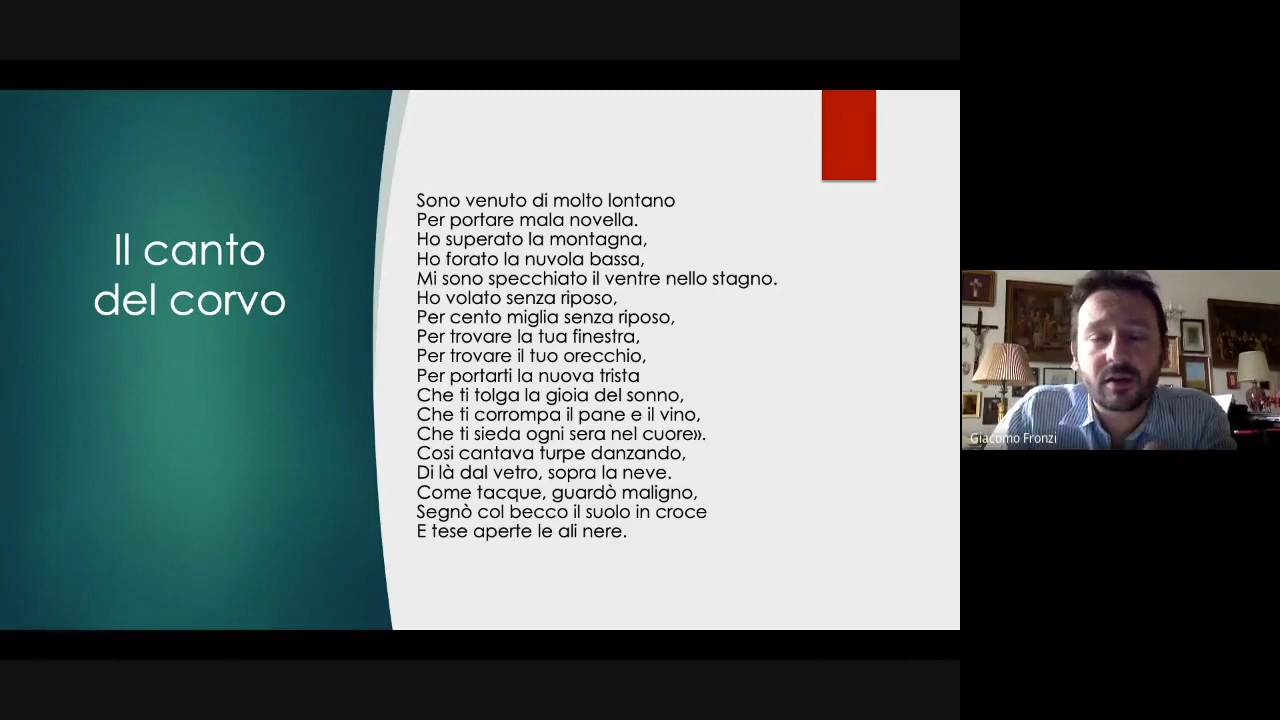 Il canto
del corvo
Sono venuto di molto lontano
Per portare mala novella.
Ho superato la montagna,
Ho forato la nuvola bassa,
Mi sono specchiato il ventre nello stagno.
Ho volato senza riposo,
Per cento miglia senza riposo,
Per trovare la tua finestra,
Per trovare il tuo orecchio,
Per portarti la nuova trista
Che ti tolga la gioia del sonno,
Che ti corrompa il pane e il vino,
Che ti sieda ogni sera nel cuore».
Cosi cantava turpe danzando,
Di là dal vetro, sopra la neve.
Come tacque, guardò maligno,
Segnò col becco il suolo in croce
E tese aperte le ali nere.
Giacomo Fronzi